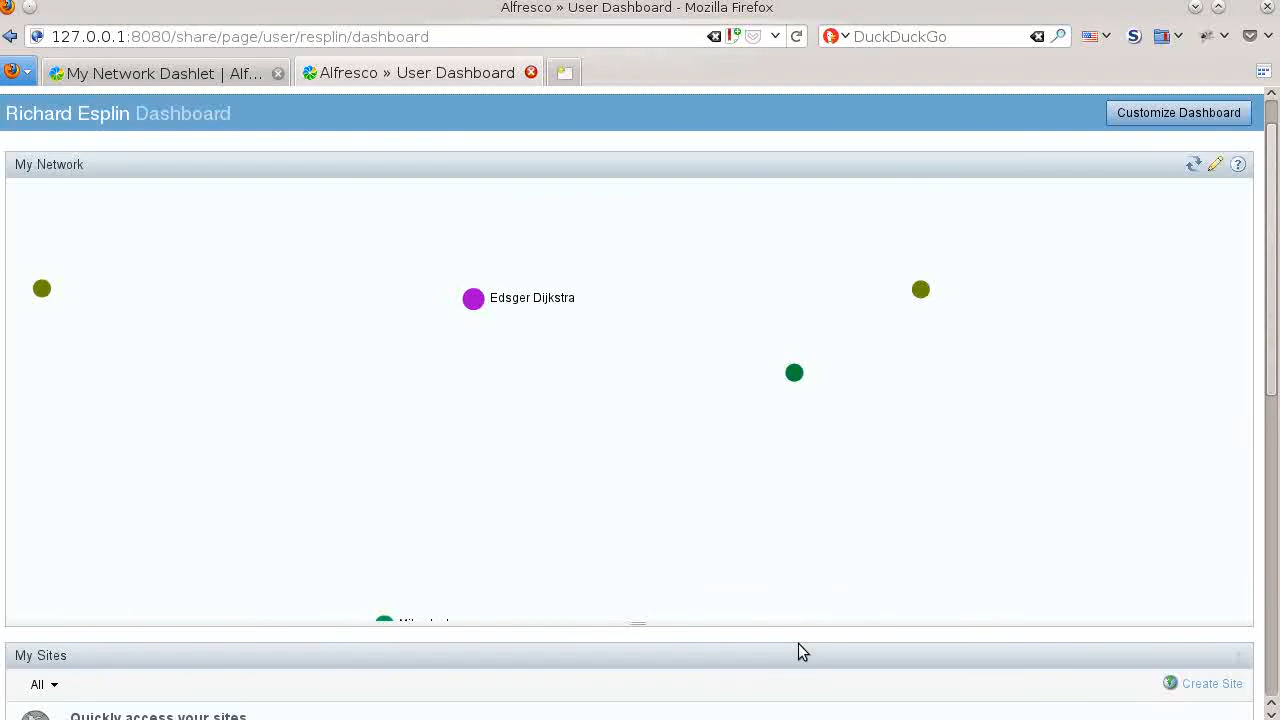 Alfresco » User Dashboard - Mozilla Firefox
127.0.0.1:8080/share/page/user/resplin/dashboard
DuckDuckGo
My Network Dashlet | Alf...
Alfresco » User Dashboard
Richard Esplin Dashboard
Customize Dashboard
My Network
Edsger Dijkstra
My Sites
All
Create Site
Quickly access your sites